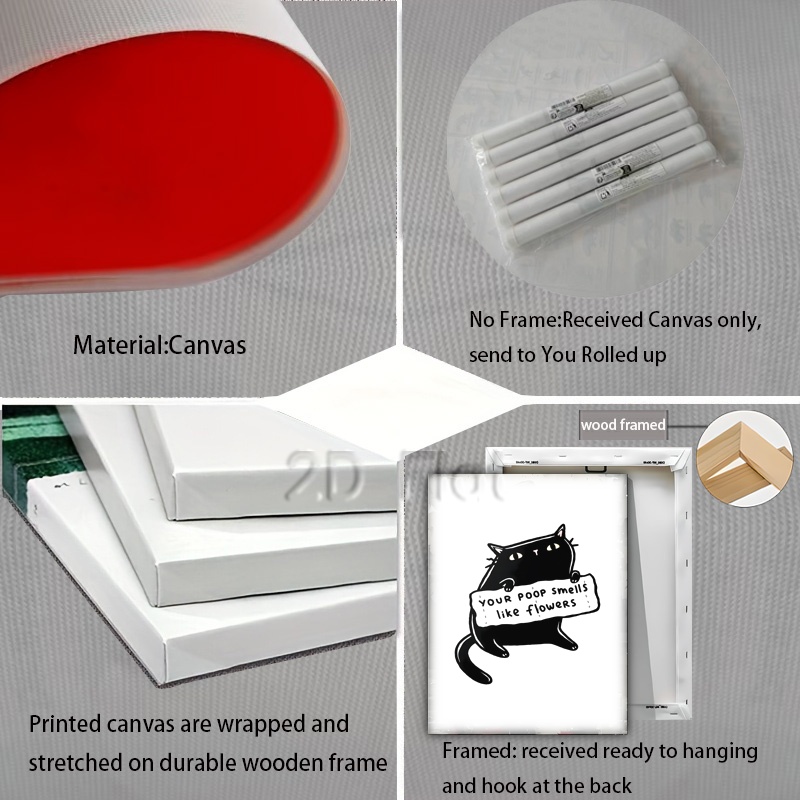 Material:Canvas
No Frame:Received Canvas only,
send to You Rolled up
wood framed
2D Flat
YOUR POOP smells
like flowers
Printed canvas are wrapped and
stretched on durable wooden frame
Framed: received ready to hanging
and hook at the back